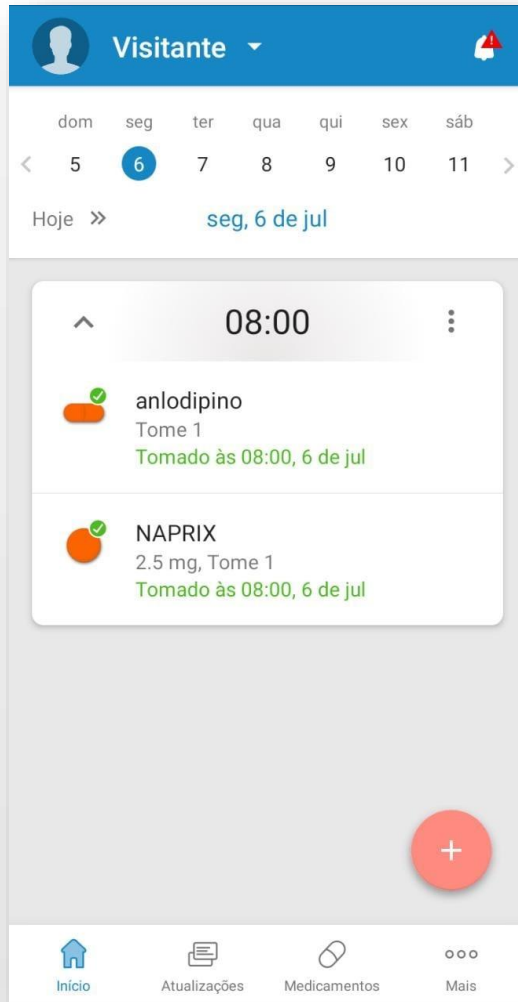 Visitante
dom seg ter qua qui sex sáb
5 6 7 8 9 10 11
Hoje seg, 6 de jul
08:00
anlodipino
Tome 1
Tomado às 08:00, 6 de jul
NAPRIX
2.5 mg, Tome 1
Tomado às 08:00, 6 de jul
+
Início Atualizações Medicamentos Mais